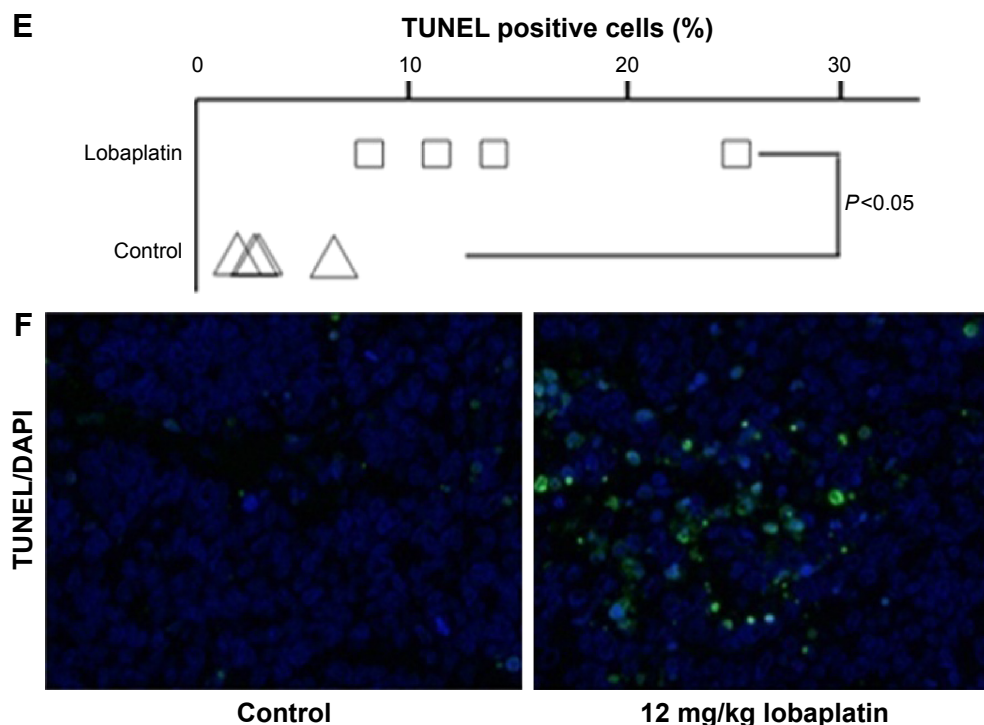 E
TUNEL positive cells (%)
0 10 20 30
Lobaplatin
P<0.05
Control
F
TUNEL/DAPI
Control 12 mg/kg lobaplatin